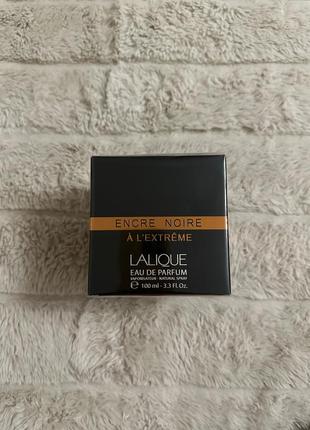 ENCRE NOIRE
À L'EXTRÊME
LALIQUE
EAU DE PARFUM
VAPORISATEUR - NATURAL SPRAY
℮ 100 ml - 3.3 Fl. Oz.